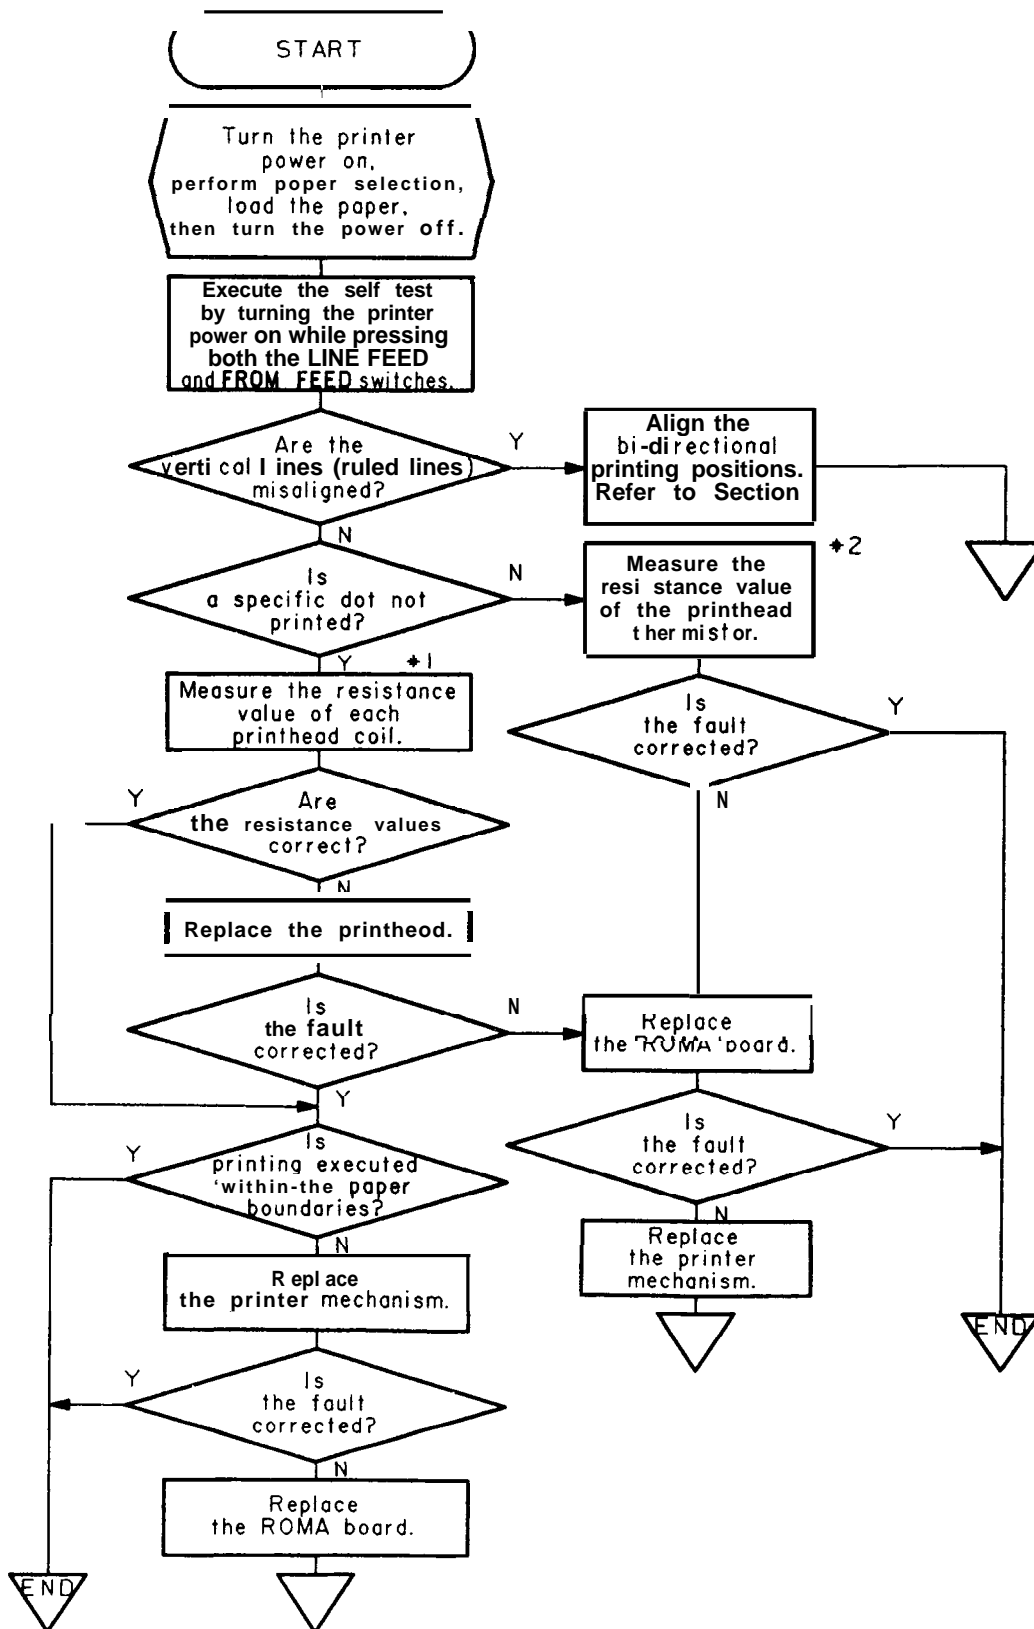 START
Turn the printer
power on,
perform poper selection,
load the paper,
then turn the power off.
Execute the self test
by turning the printer
power on while pressing
both the LINE FEED
and FROM FEED switches.
Are the
verti cal l ines (ruled lines)
misaligned?
Y
Align the
bi-directional
printing positions.
Refer to Section
N
Is
a specific dot not
printed?
N
*2
Measure the
resi stance value
of the printhead
ther mistor.
Y
*1
Measure the resistance
value of each
printhead coil.
Is
the fault
corrected?
Y
N
Y
Are
the resistance values
correct?
N
Replace the printheod.
Is
the fault
corrected?
N
Replace
the "ROMA 'board.
Y
Is
the fault
corrected?
Y
Y
Is
printing executed
'within-the paper
boundaries?
N
Replace
the printer
mechanism.
N
R epl ace
the printer mechanism.
END
Y
Is
the fault
corrected?
N
Replace
the ROMA board.
END